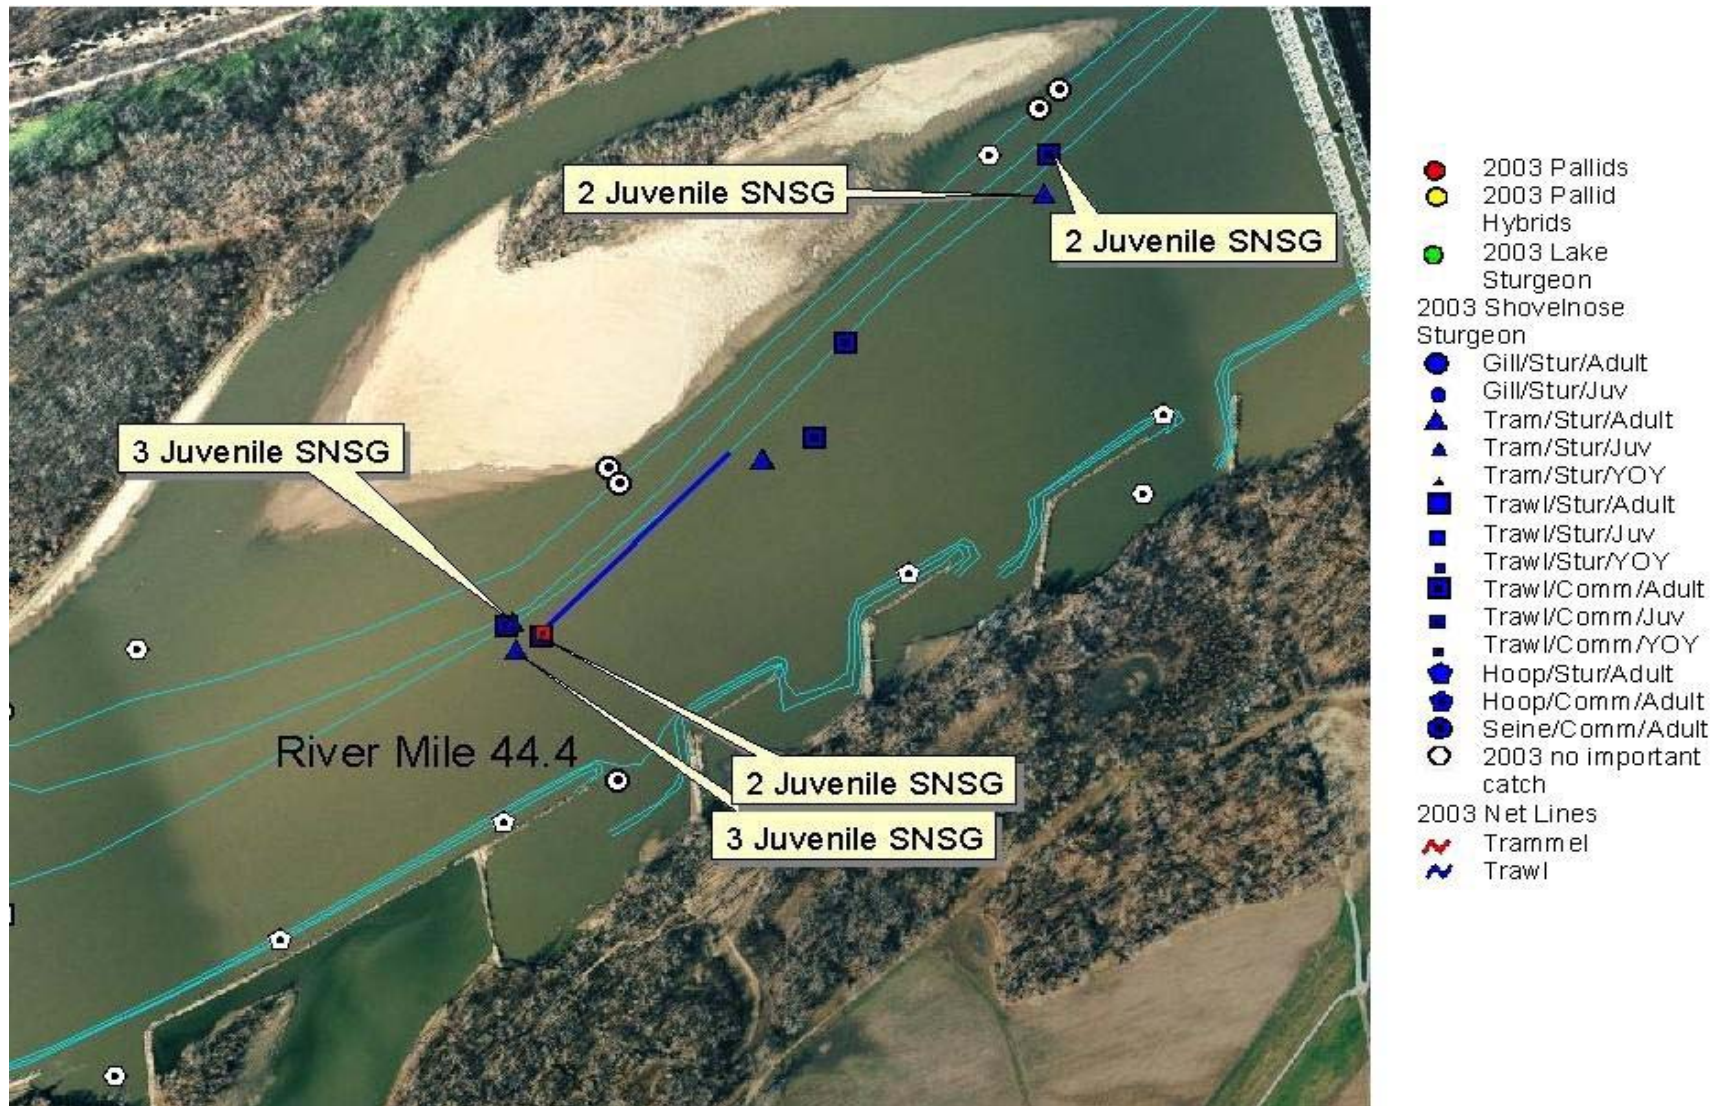 2 Juvenile SNSG
2 Juvenile SNSG
3 Juvenile SNSG
River Mile 44.4
2 Juvenile SNSG
3 Juvenile SNSG
2003 Pallids
2003 Pallid
Hybrids
2003 Lake
Sturgeon
2003 Shovelnose
Sturgeon
Gill/Stur/Adult
Gill/Stur/Juv
Tram/Stur/Adult
Tram/Stur/Juv
Tram/Stur/YOY
Trawl/Stur/Adult
Trawl/Stur/Juv
Trawl/Stur/YOY
Trawl/Comm/Adult
Trawl/Comm/Juv
Trawl/Comm/YOY
Hoop/Stur/Adult
Hoop/Comm/Adult
Seine/Comm/Adult
2003 no important
catch
2003 Net Lines
Trammel
Trawl